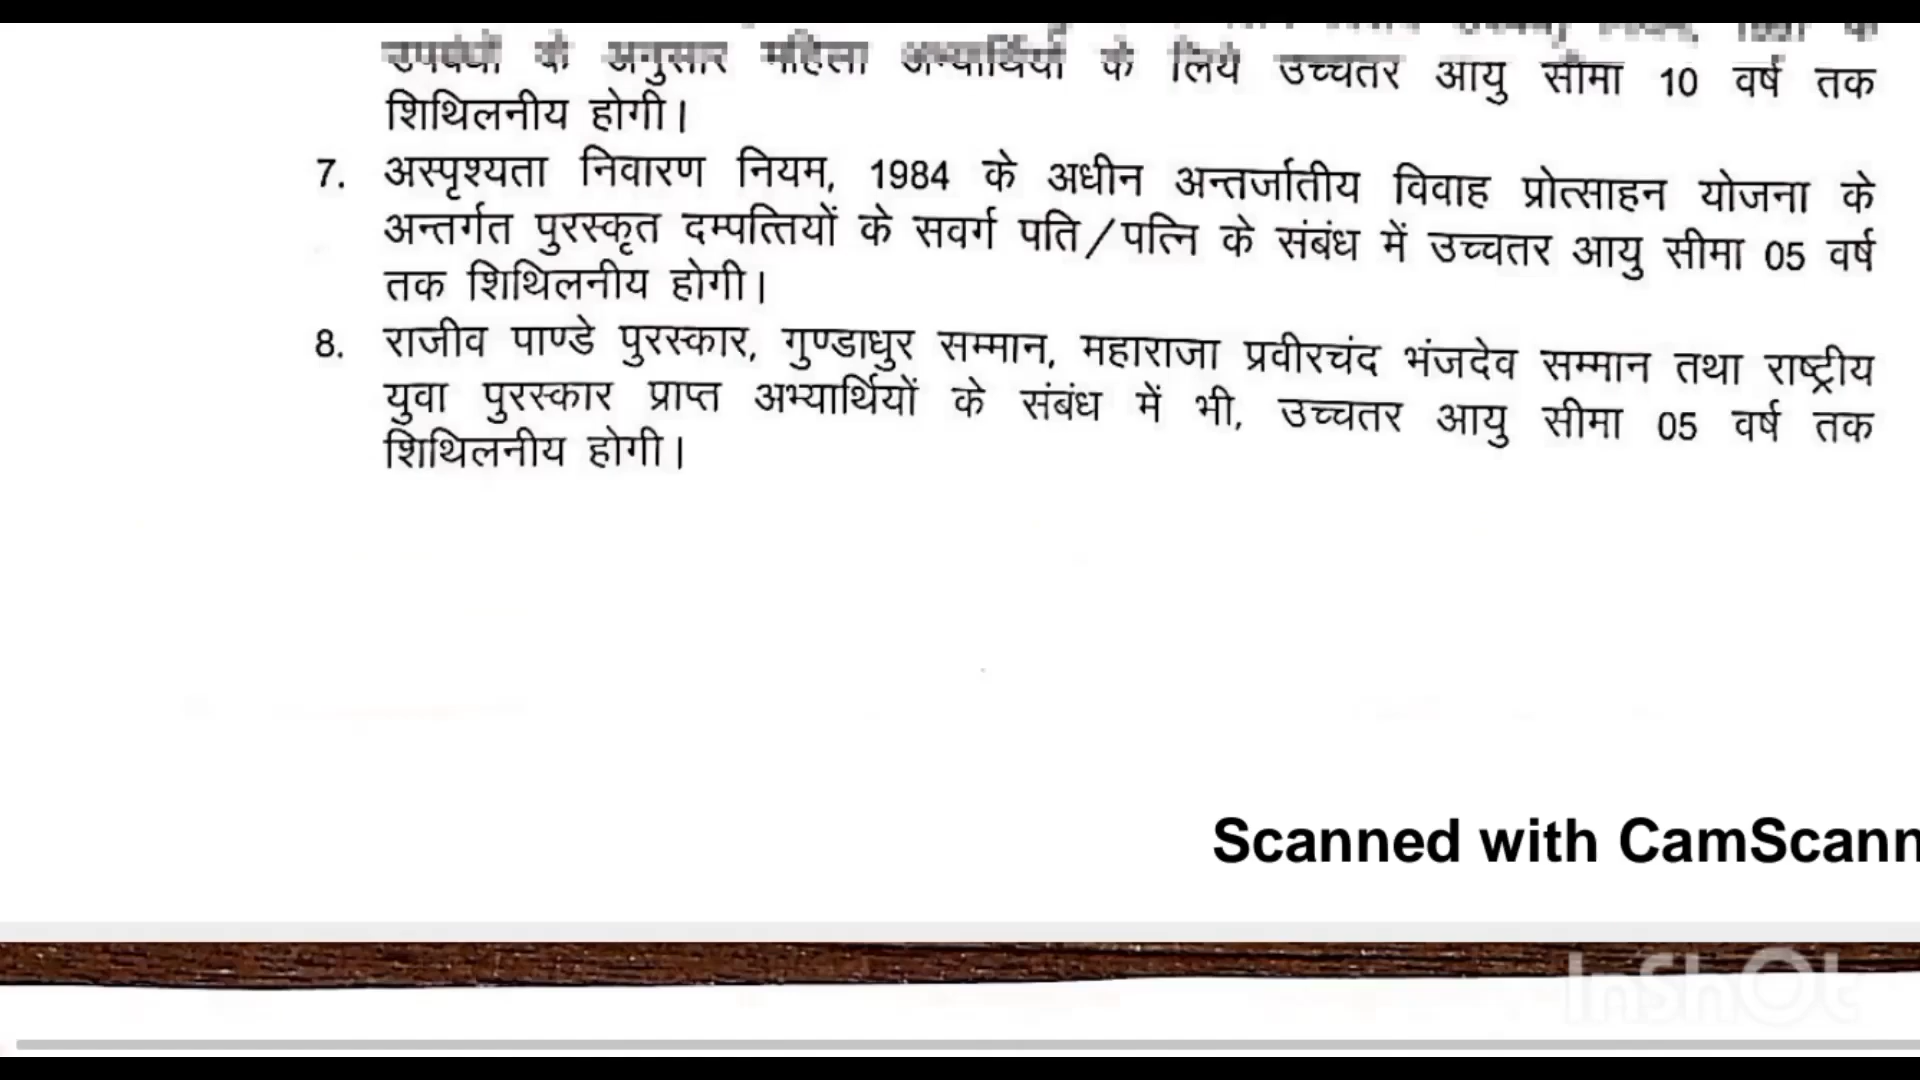 उपबंधों के अनुसार महिला अभ्यार्थियों के लिये उच्चतर आयु सीमा 10 वर्ष तक
शिथिलनीय होगी।
7. अस्पृश्यता निवारण नियम, 1984 के अधीन अन्तर्जातीय विवाह प्रोत्साहन योजना के
अन्तर्गत पुरस्कृत दम्पत्तियों के सवर्ग पति/पत्नि के संबंध में उच्चतर आयु सीमा 05 वर्ष
तक शिथिलनीय होगी।
8. राजीव पाण्डे पुरस्कार, गुण्डाधुर सम्मान, महाराजा प्रवीरचंद भंजदेव सम्मान तथा राष्ट्रीय
युवा पुरस्कार प्राप्त अभ्यार्थियों के संबंध में भी, उच्चतर आयु सीमा 05 वर्ष तक
शिथिलनीय होगी।
Scanned with CamScann
InShOt